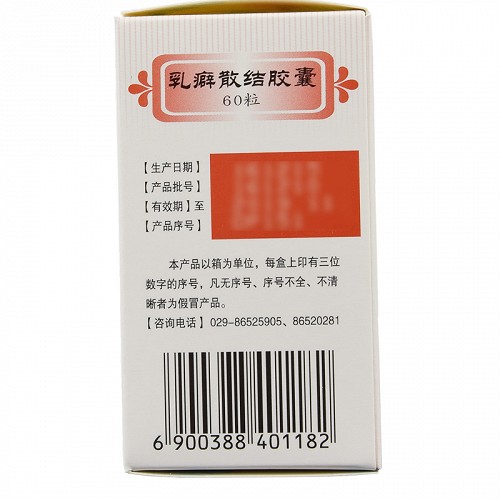 乳癖散结胶囊
60粒
【生产日期】
【产品批号】
【有效期】至
【产品序号】
本产品以箱为单位，每盒上印有三位
数字的序号，凡无序号、序号不全、不清
晰者为假冒产品。
【咨询电话】029-86525905、86520281
6 900388 401182